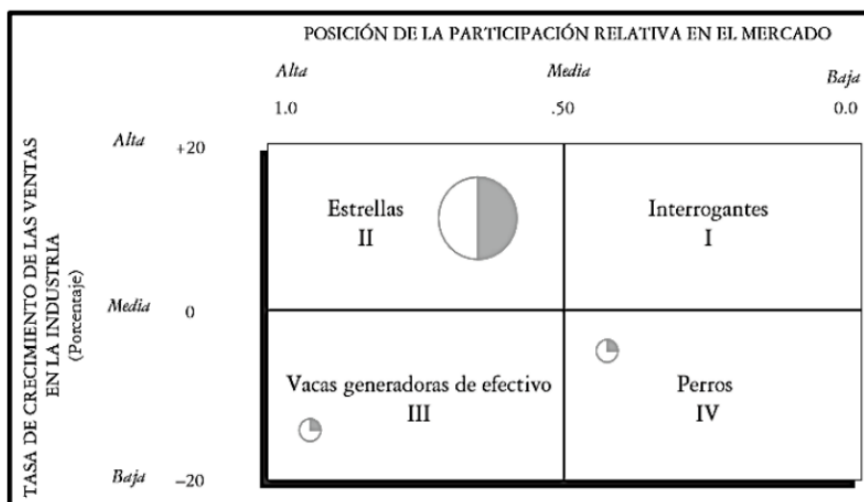 POSICIÓN DE LA PARTICIPACIÓN RELATIVA EN EL MERCADO
Alta
Media
Baja
1.0
.50
0.0
TASA DE CRECIMIENTO DE LAS VENTAS
EN LA INDUSTRIA
(Porcentaje)
Alta +20
Media 0
Baja –20
Estrellas
II
Interrogantes
I
Vacas generadoras de efectivo
III
Perros
IV